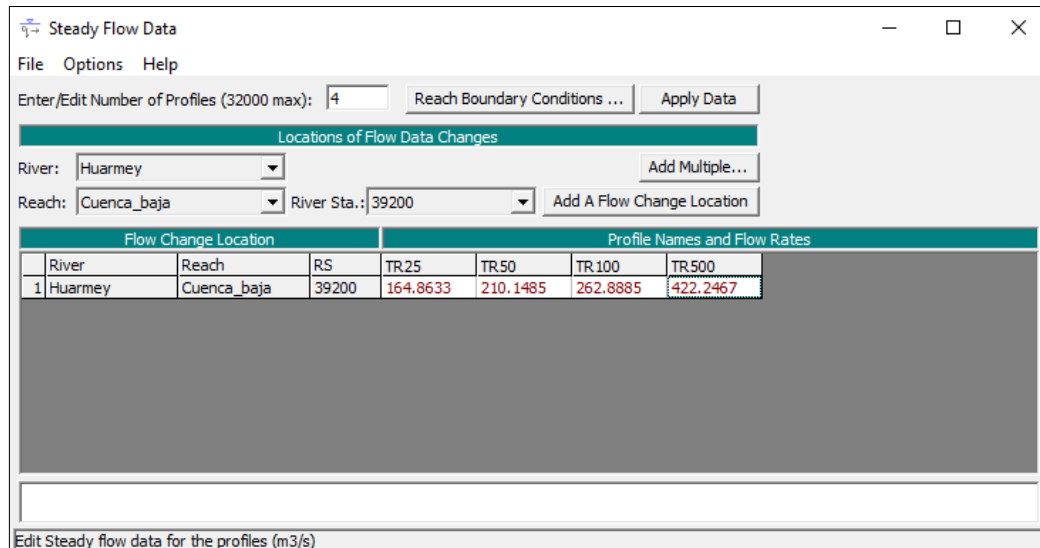 Steady Flow Data
File Options Help
Enter/Edit Number of Profiles (32000 max): 4 Reach Boundary Conditions ... Apply Data
Locations of Flow Data Changes
River: Huarmey Add Multiple...
Reach: Cuenca_baja River Sta.: 39200 Add A Flow Change Location
Flow Change Location Profile Names and Flow Rates
River Reach RS TR25 TR50 TR100 TR500
1 Huarmey Cuenca_baja 39200 164.8633 210.1485 262.8885 422.2467
Edit Steady flow data for the profiles (m3/s)